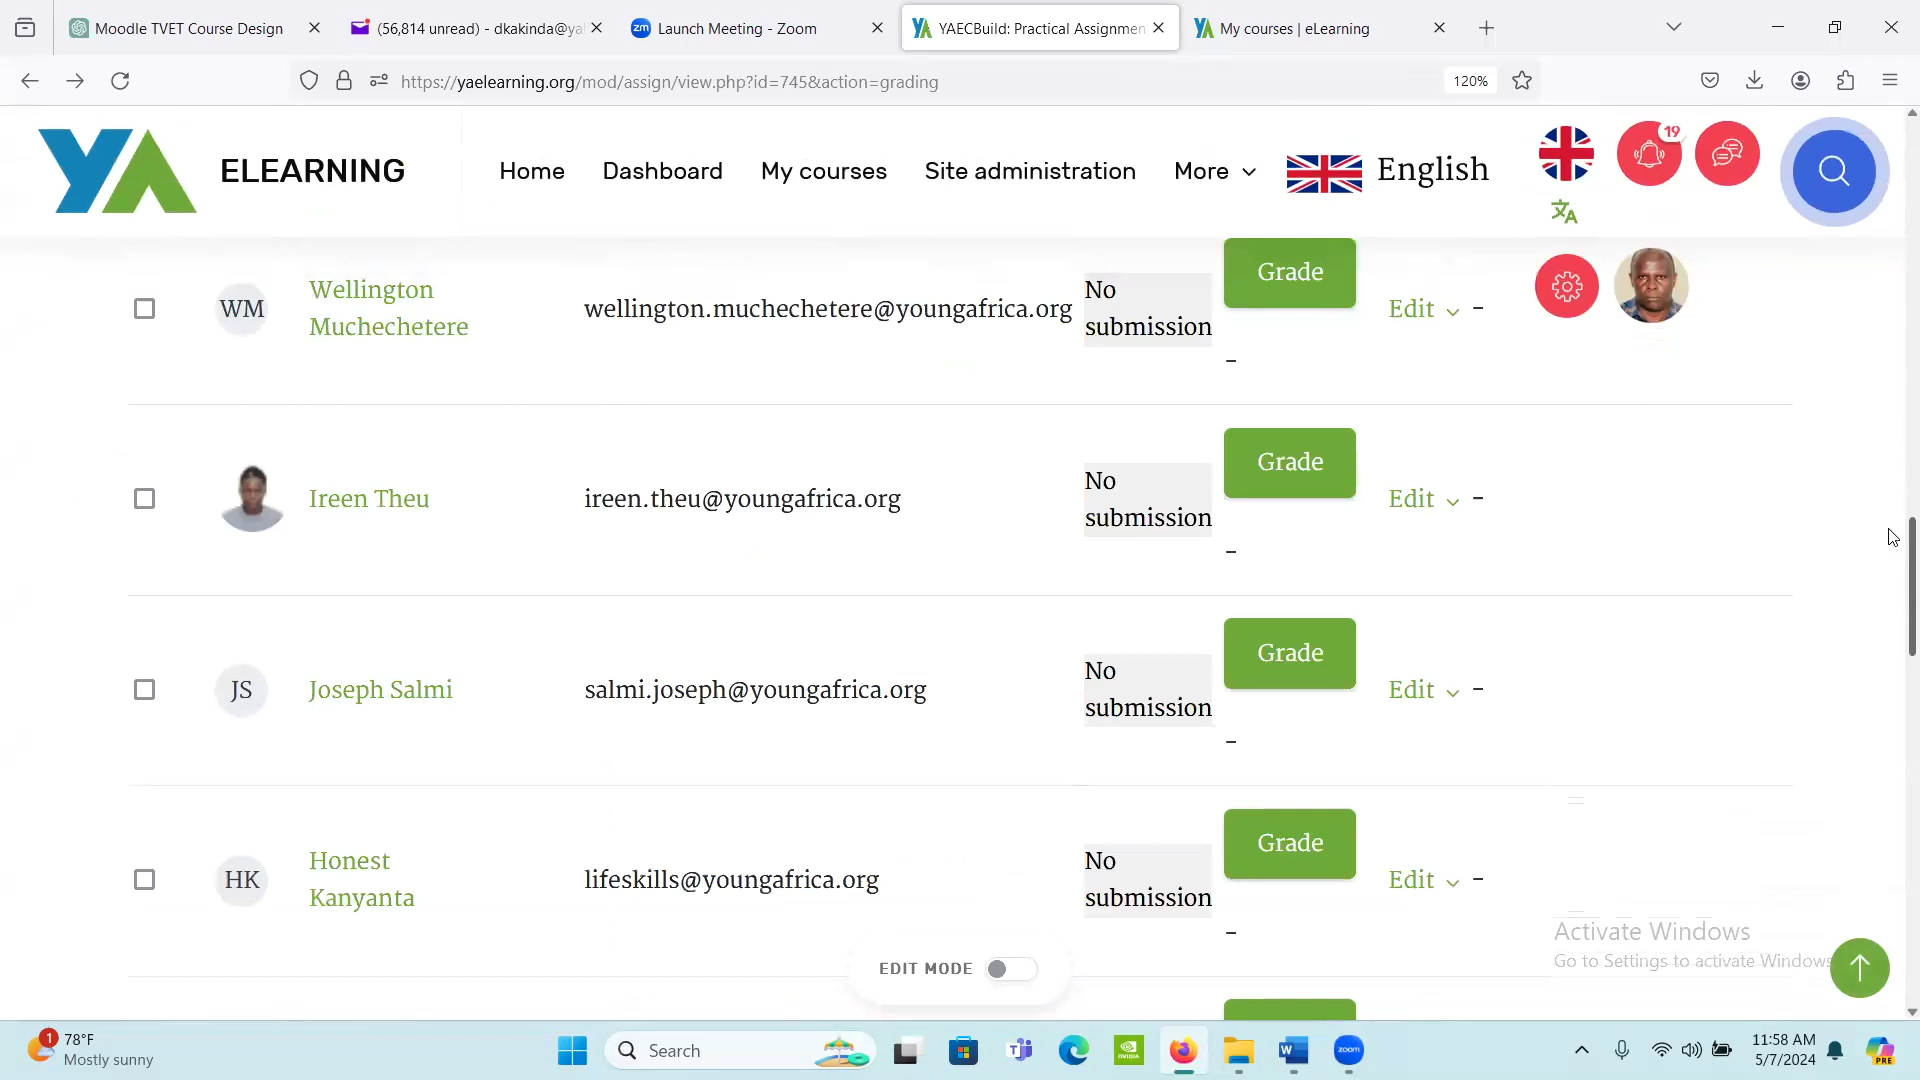 Moodle TVET Course Design
(56,814 unread) - dkakinda@ya
Launch Meeting - Zoom
YAECBuild: Practical Assignmen
My courses | eLearning
https://yaelearning.org/mod/assign/view.php?id=745&action=grading
120%
YA
ELEARNING
Home
Dashboard
My courses
Site administration
More
English
19
WM
Wellington
Muchechetere
wellington.muchechetere@youngafrica.org
No
submission
Grade
-
Edit
-
Ireen Theu
ireen.theu@youngafrica.org
No
submission
Grade
-
Edit
-
JS
Joseph Salmi
salmi.joseph@youngafrica.org
No
submission
Grade
-
Edit
-
HK
Honest
Kanyanta
lifeskills@youngafrica.org
No
submission
Grade
-
Edit
-
EDIT MODE
Activate Windows
Go to Settings to activate Windows
1
78°F
Mostly sunny
Search
zoom
11:58 AM
5/7/2024
PRE